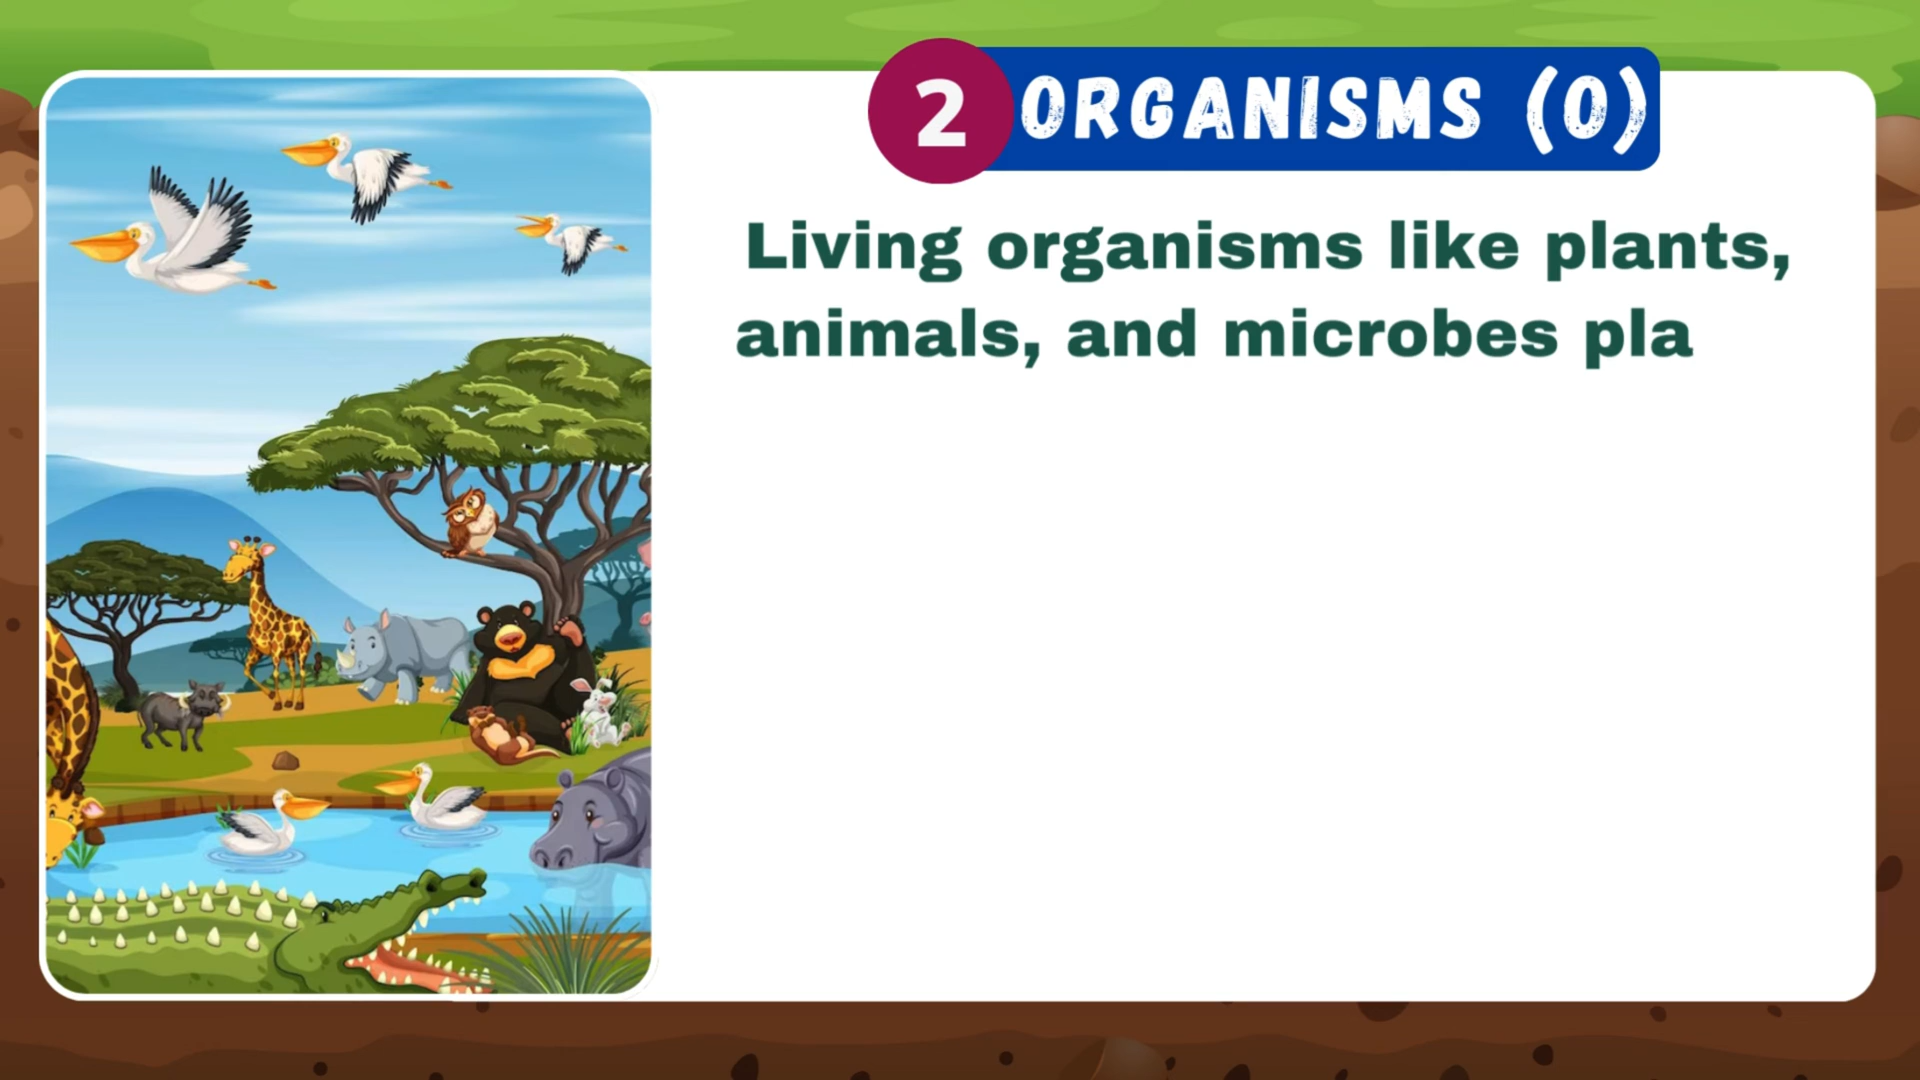 2 ORGANISMS (O)
Living organisms like plants,
animals, and microbes pla